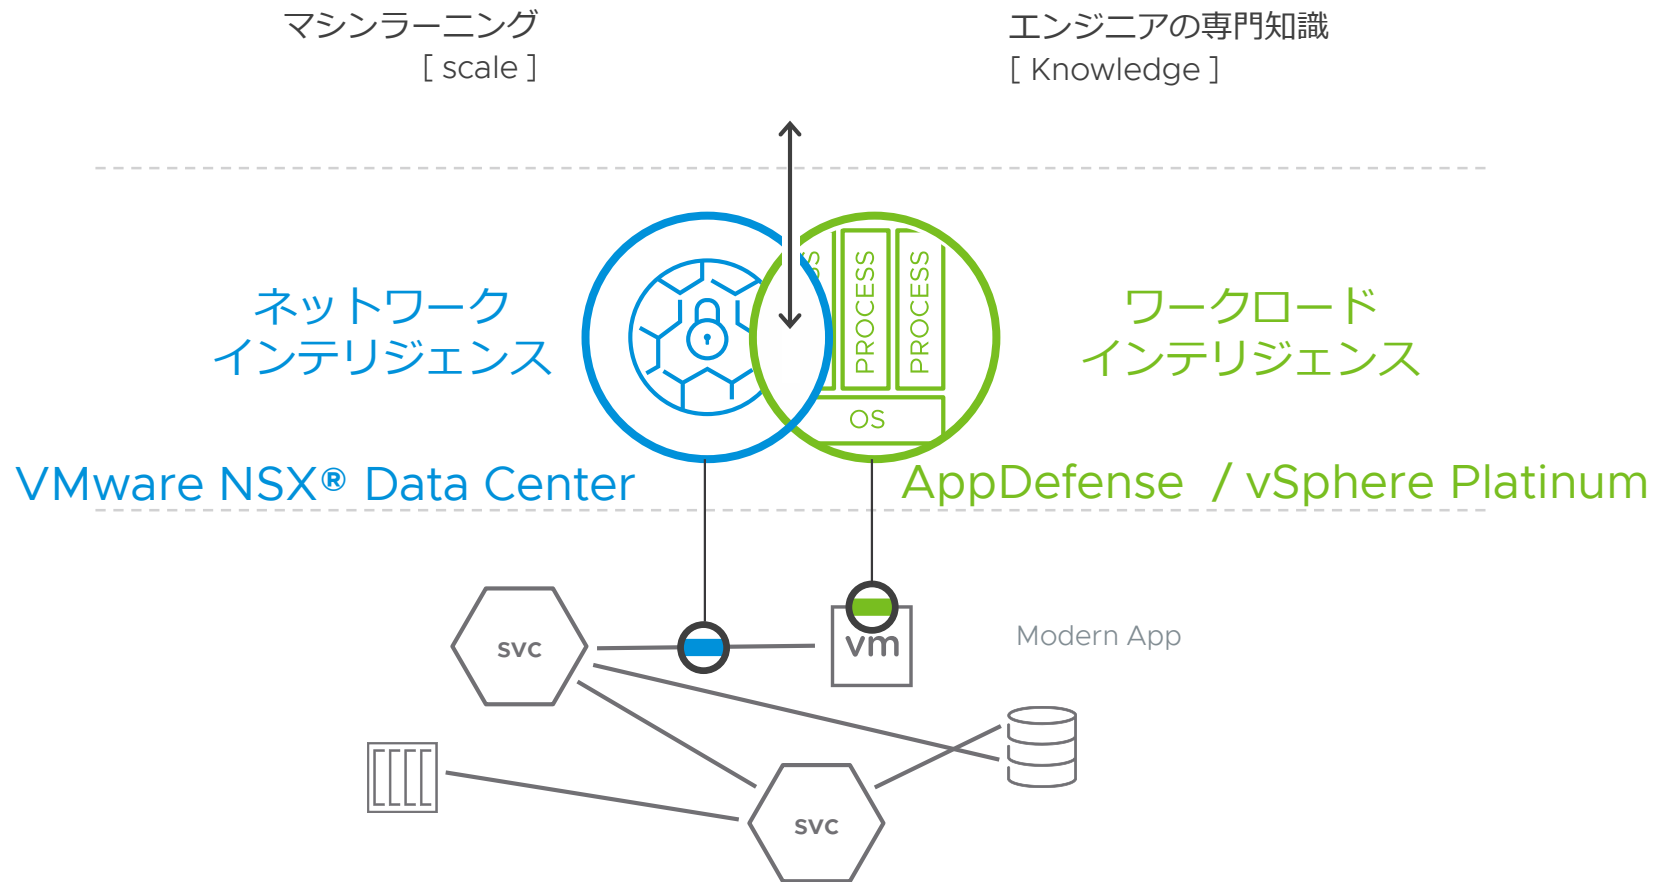 マシンラーニング
[ scale ]
エンジニアの専門知識
[ Knowledge ]
ネットワーク
インテリジェンス
PROCESS
PROCESS
OS
ワークロード
インテリジェンス
VMware NSX® Data Center
AppDefense / vSphere Platinum
svc
vm
Modern App
svc